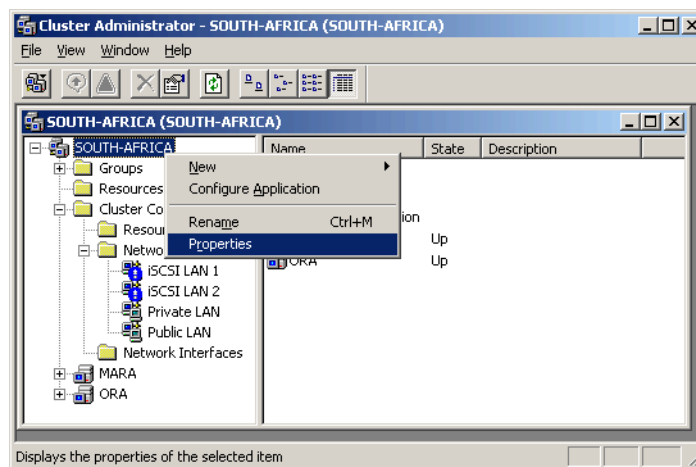 Cluster Administrator - SOUTH-AFRICA (SOUTH-AFRICA)
File View Window Help
SOUTH-AFRICA (SOUTH-AFRICA)
SOUTH-AFRICA
Groups
Resources
Cluster Co
Resour
Netwo
iSCSI LAN 1
iSCSI LAN 2
Private LAN
Public LAN
Network Interfaces
MARA
ORA
New
Configure Application
Rename Ctrl+M
Properties
Name State Description
ion
Up
ORA Up
Displays the properties of the selected item